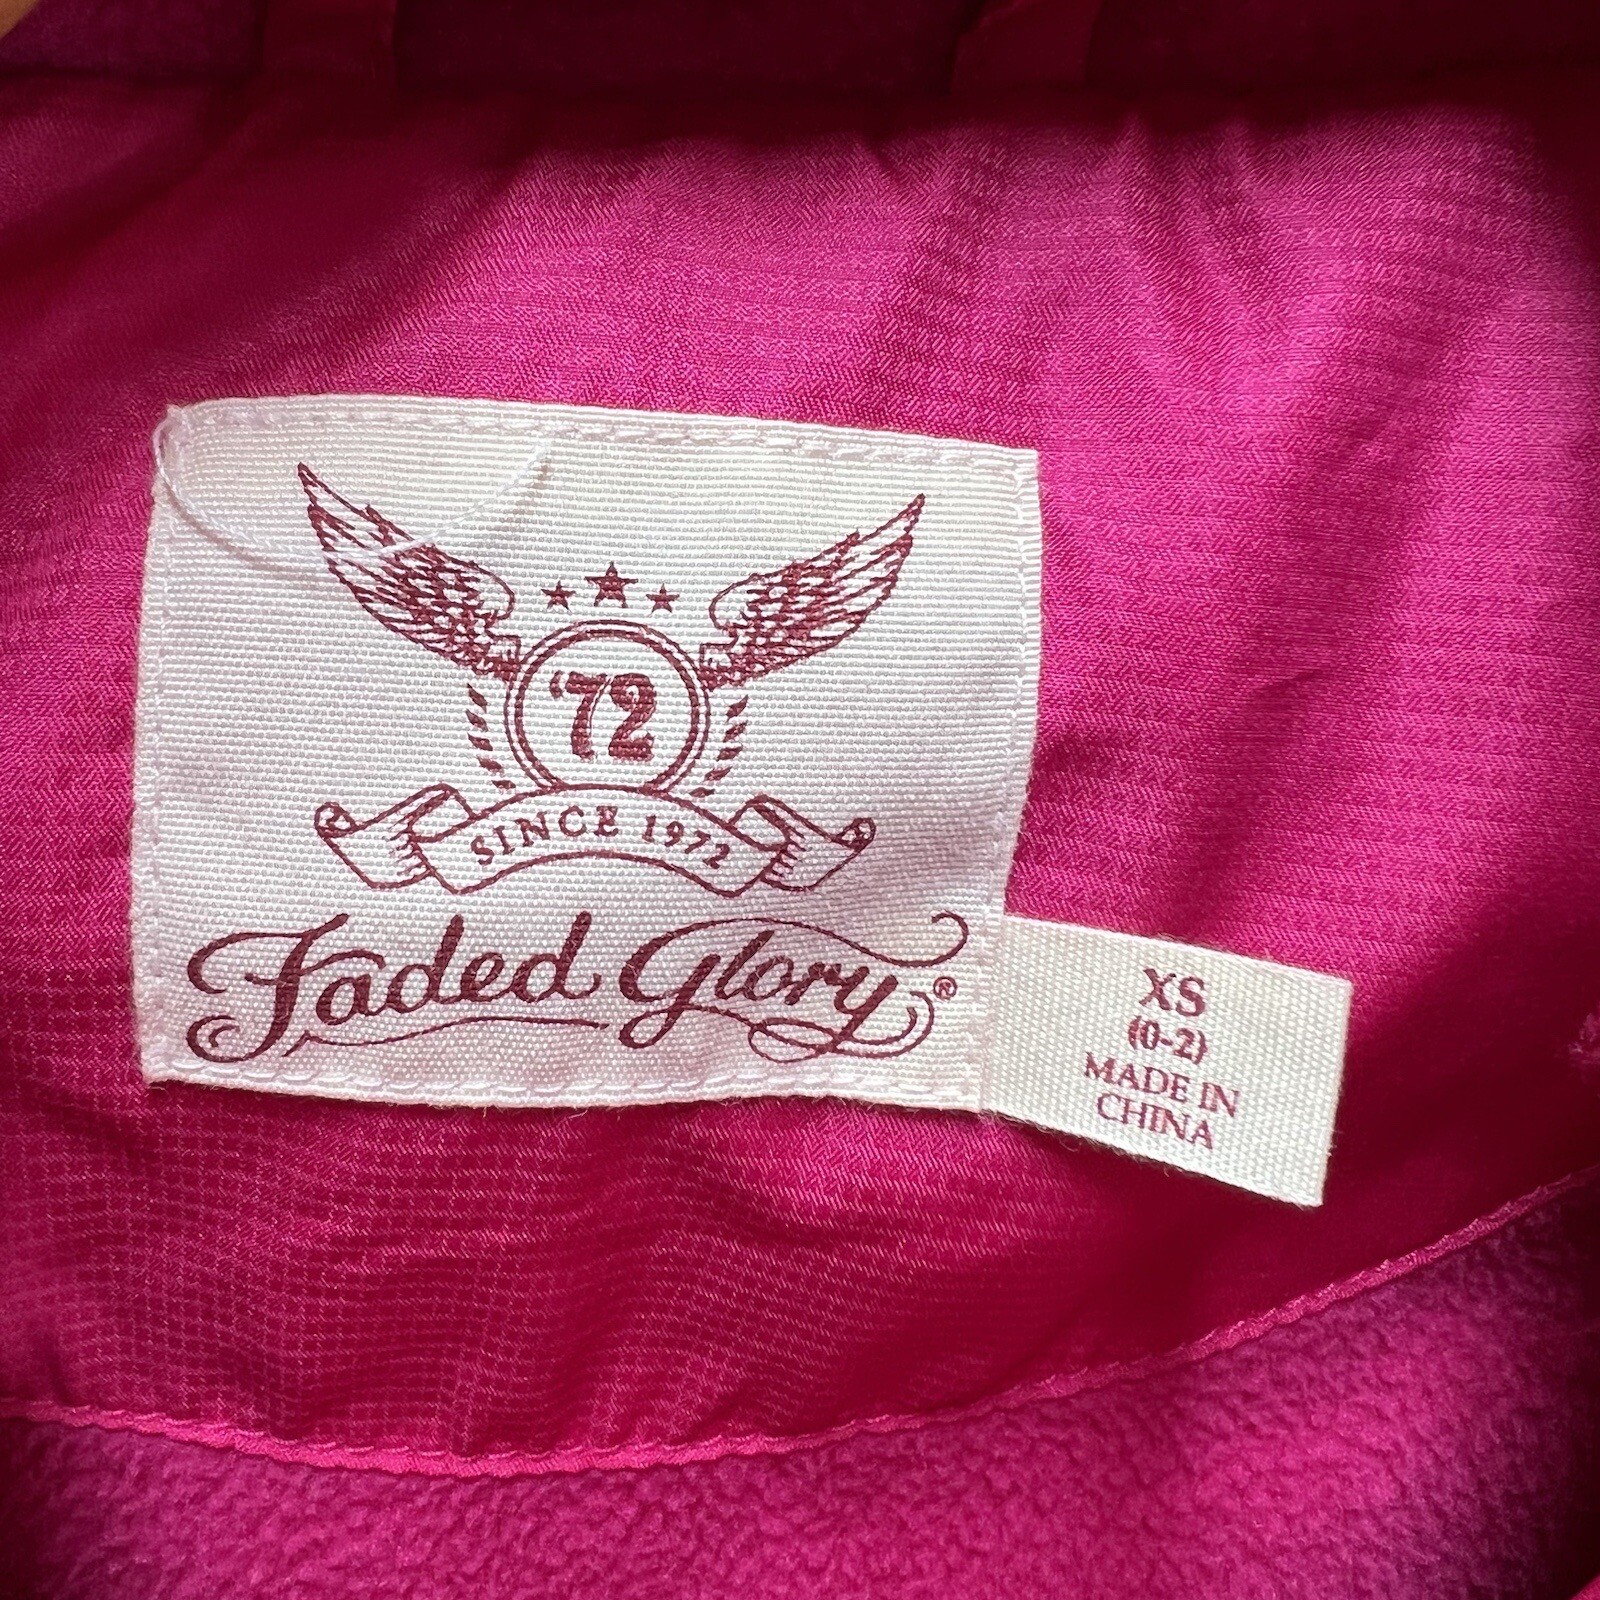 '72
SINCE 1972
Faded Glory®
XS
(0-2)
MADE IN
CHINA